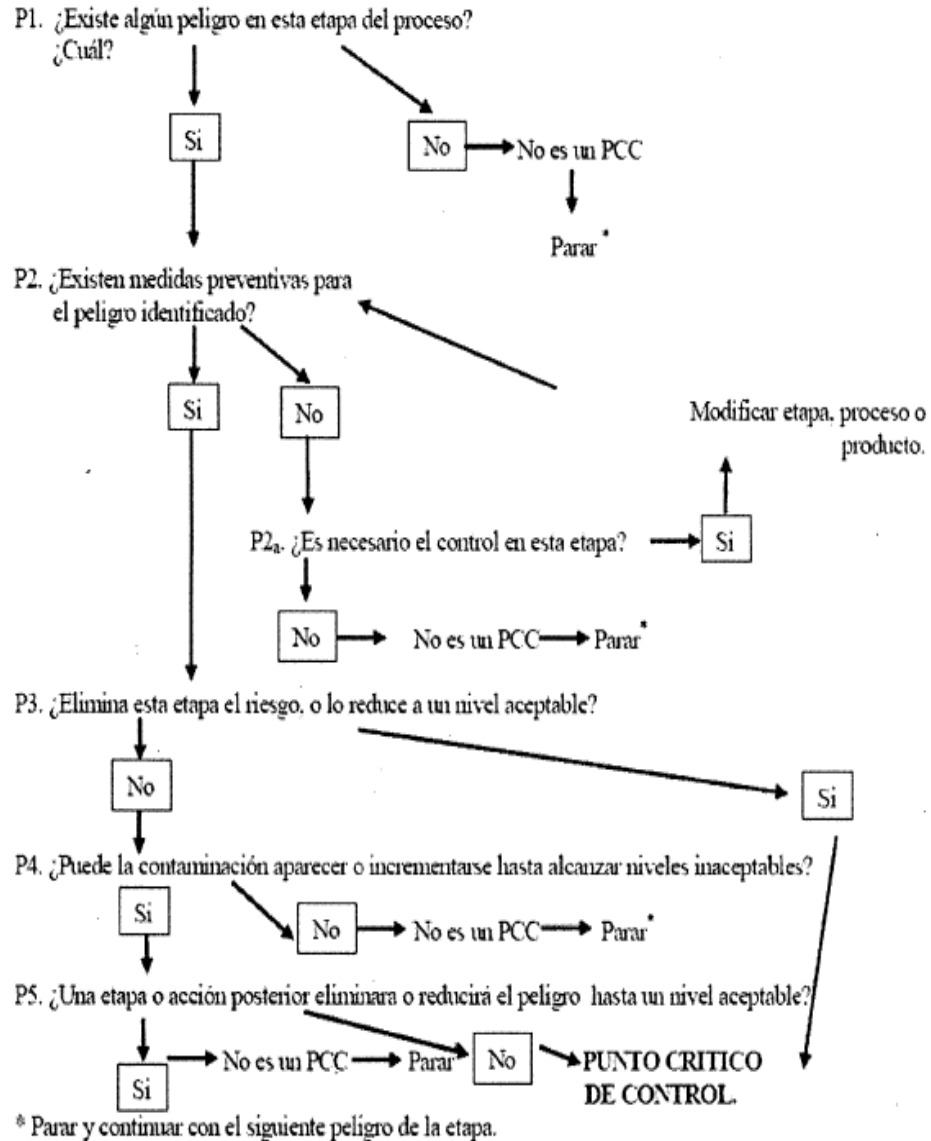 P1. ¿Existe algún peligro en esta etapa del proceso?
¿Cuál?
Si
No
No es un PCC
Parar *
P2. ¿Existen medidas preventivas para
el peligro identificado?
Si
No
Modificar etapa, proceso o
producto.
P2a. ¿Es necesario el control en esta etapa?
Si
No
No es un PCC
Parar*
P3. ¿Elimina esta etapa el riesgo, o lo reduce a un nivel aceptable?
No
Si
P4. ¿Puede la contaminación aparecer o incrementarse hasta alcanzar niveles inaceptables?
Si
No
No es un PCC
Parar*
P5. ¿Una etapa o acción posterior eliminara o reducirá el peligro hasta un nivel aceptable?
Si
No es un PCC
Parar
No
PUNTO CRITICO
DE CONTROL.
* Parar y continuar con el siguiente peligro de la etapa.